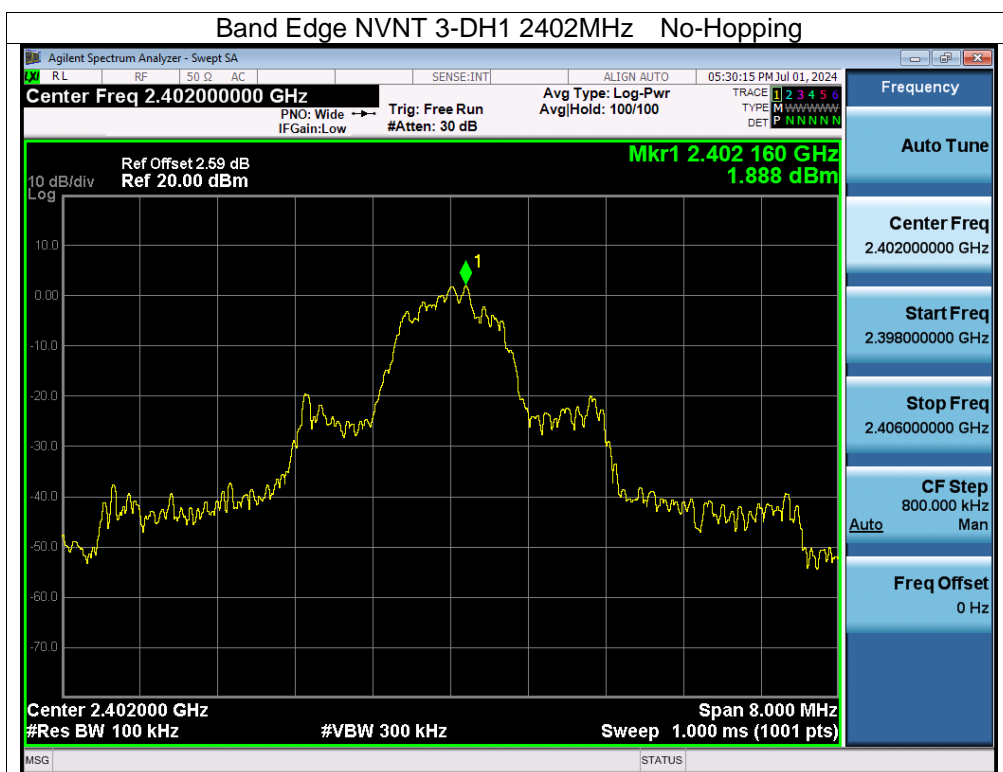 Band Edge NVNT 3-DH1 2402MHz No-Hopping
Agilent Spectrum Analyzer - Swept SA
LXI RL RF 50 Ω AC SENSE:INT ALIGN AUTO 05:30:15 PM Jul 01, 2024
Center Freq 2.402000000 GHz
PNO: Wide
IFGain:Low
Trig: Free Run
#Atten: 30 dB
Avg Type: Log-Pwr
Avg|Hold: 100/100
TRACE 1 2 3 4 5 6
TYPE M WWWWW
DET P N N N N N
Frequency
Auto Tune
Center Freq
2.402000000 GHz
Start Freq
2.398000000 GHz
Stop Freq
2.406000000 GHz
CF Step
800.000 kHz
Auto Man
Freq Offset
0 Hz
Mkr1 2.402 160 GHz
1.888 dBm
Ref Offset 2.59 dB
10 dB/div Ref 20.00 dBm
Log
1
10.0
0.00
-10.0
-20.0
-30.0
-40.0
-50.0
-60.0
-70.0
Center 2.402000 GHz Span 8.000 MHz
#Res BW 100 kHz #VBW 300 kHz Sweep 1.000 ms (1001 pts)
MSG STATUS